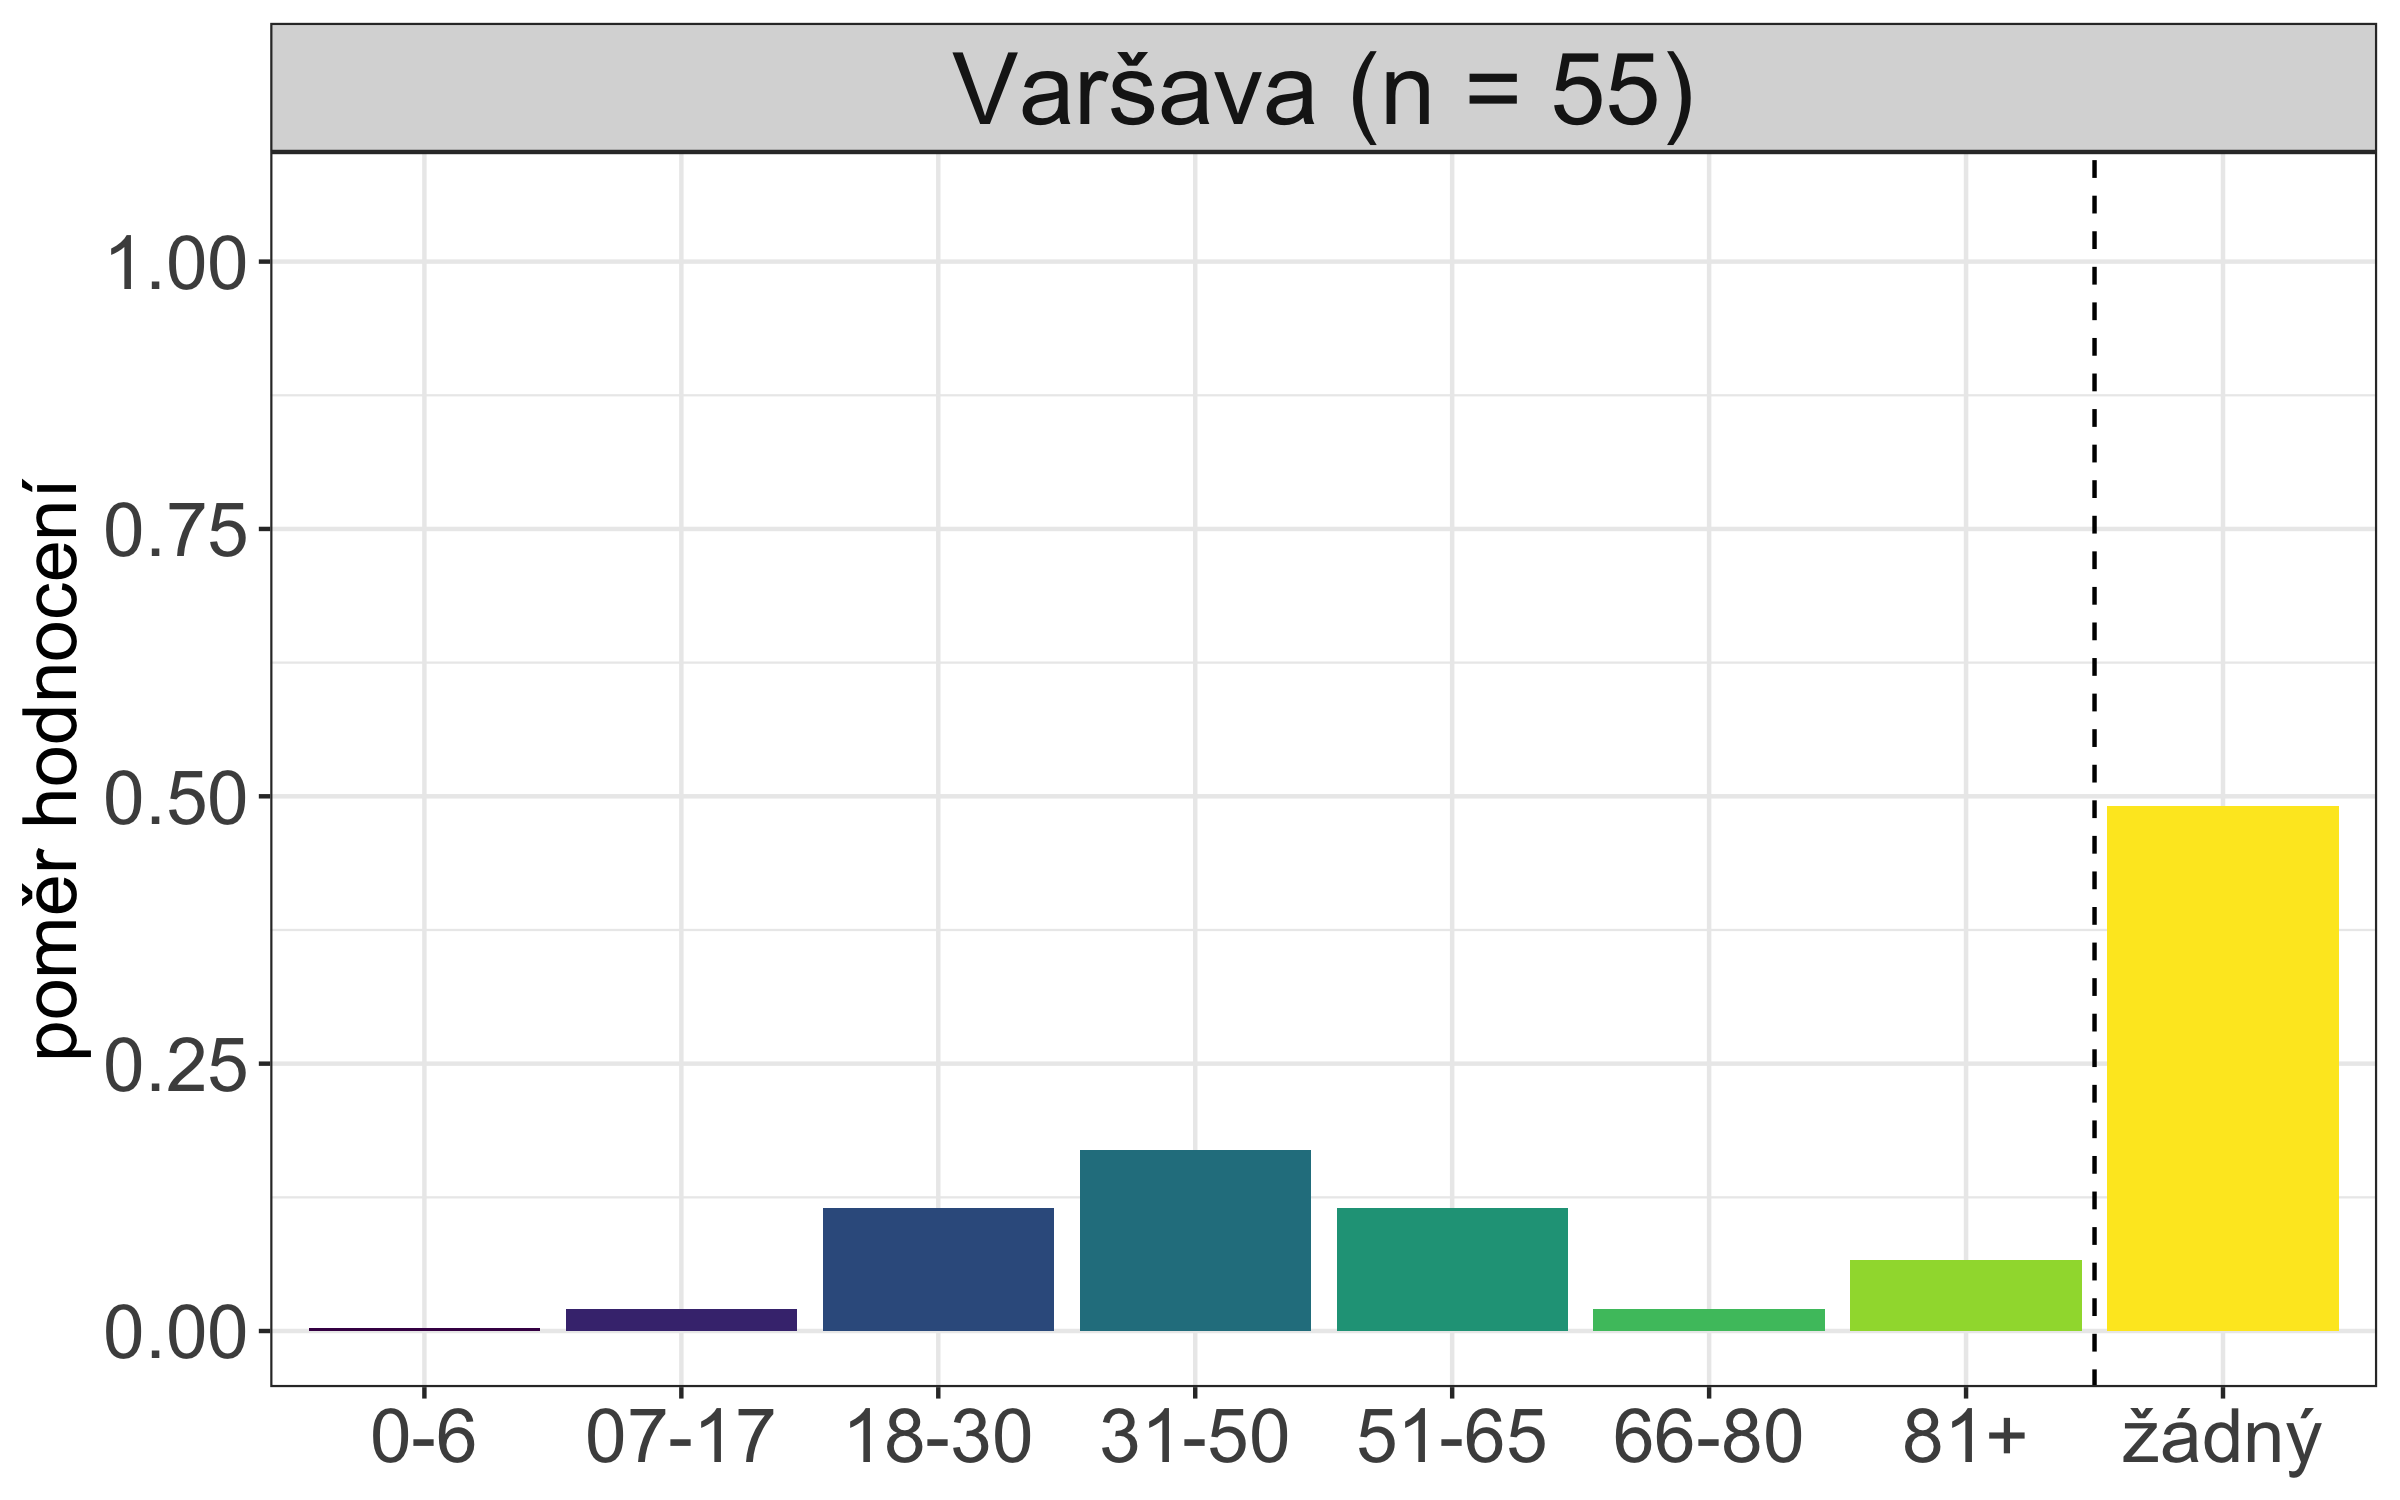 Varšava (n = 55)
poměr hodnocení
1.00
0.75
0.50
0.25
0.00
0-6 07-17 18-30 31-50 51-65 66-80 81+ žádný